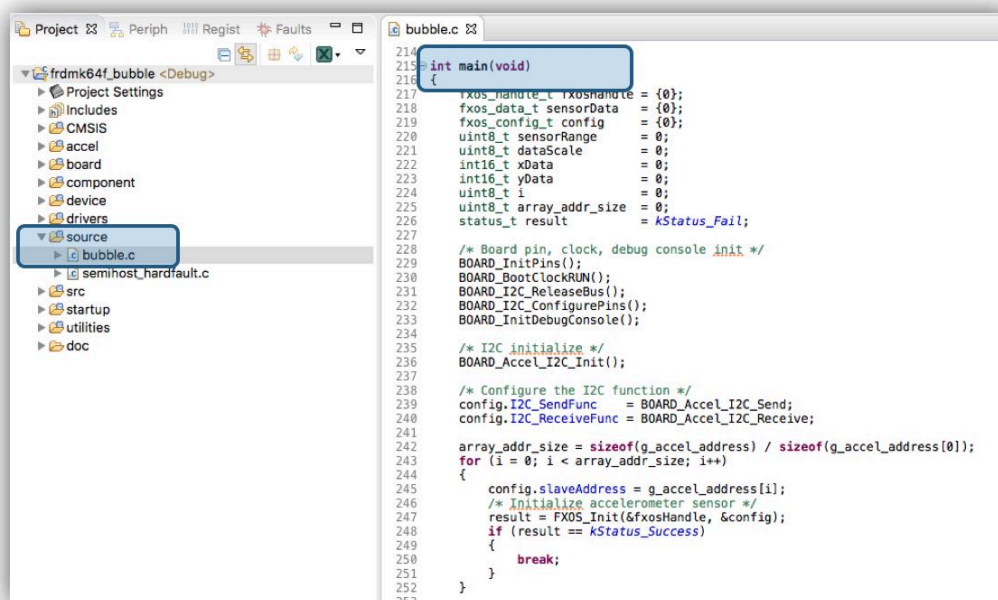 Project
Periph
Regist
Faults
frdmk64f_bubble <Debug>
Project Settings
Includes
CMSIS
accel
board
component
device
drivers
source
bubble.c
semihost_hardfault.c
src
startup
utilities
doc
bubble.c
214
215 int main(void)
216 {
217 fxos_handle_t fxosHandle = {0};
218 fxos_data_t sensorData = {0};
219 fxos_config_t config = {0};
220 uint8_t sensorRange = 0;
221 uint8_t dataScale = 0;
222 int16_t xData = 0;
223 int16_t yData = 0;
224 uint8_t i = 0;
225 uint8_t array_addr_size = 0;
226 status_t result = kStatus_Fail;
227
228 /* Board pin, clock, debug console init */
229 BOARD_InitPins();
230 BOARD_BootClockRUN();
231 BOARD_I2C_ReleaseBus();
232 BOARD_I2C_ConfigurePins();
233 BOARD_InitDebugConsole();
234
235 /* I2C initialize */
236 BOARD_Accel_I2C_Init();
237
238 /* Configure the I2C function */
239 config.I2C_SendFunc = BOARD_Accel_I2C_Send;
240 config.I2C_ReceiveFunc = BOARD_Accel_I2C_Receive;
241
242 array_addr_size = sizeof(g_accel_address) / sizeof(g_accel_address[0]);
243 for (i = 0; i < array_addr_size; i++)
244 {
245 config.slaveAddress = g_accel_address[i];
246 /* Initialize accelerometer sensor */
247 result = FXOS_Init(&fxosHandle, &config);
248 if (result == kStatus_Success)
249 {
250 break;
251 }
252 }